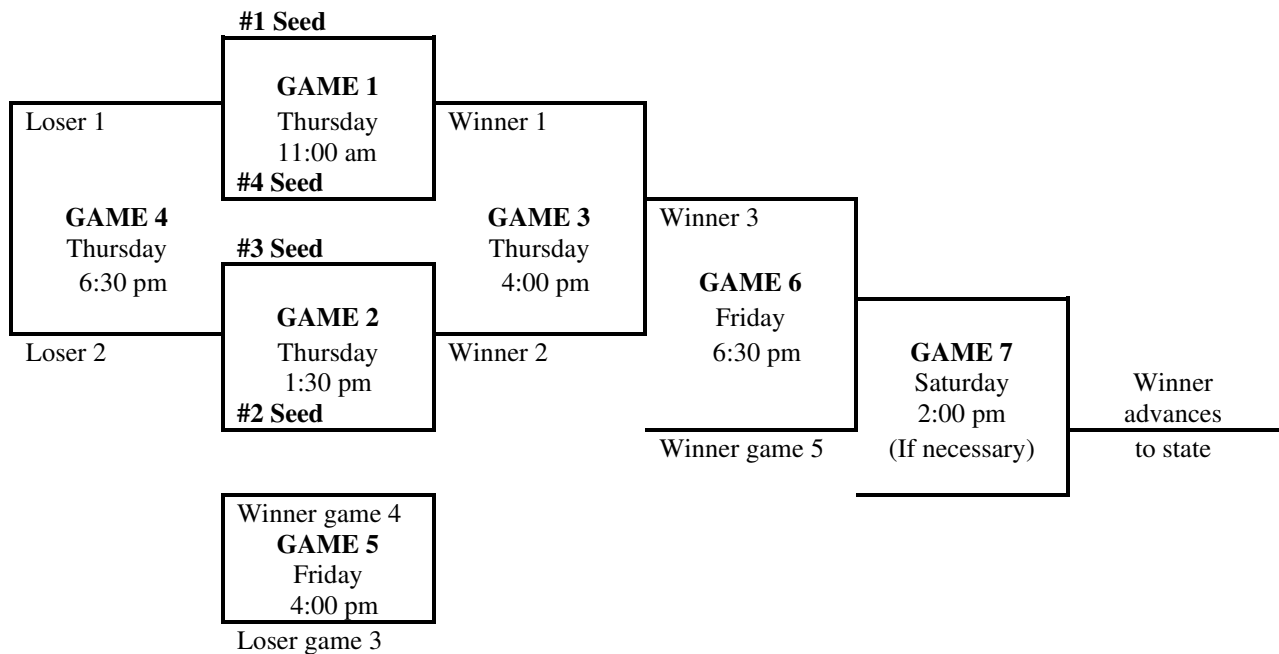 #1 Seed
GAME 1
Thursday
11:00 am
#4 Seed
Loser 1
Winner 1
GAME 4
Thursday
6:30 pm
GAME 3
Thursday
4:00 pm
Winner 3
#3 Seed
GAME 2
Thursday
1:30 pm
#2 Seed
Loser 2
Winner 2
GAME 6
Friday
6:30 pm
Winner game 5
GAME 7
Saturday
2:00 pm
(If necessary)
Winner
advances
to state
Winner game 4
GAME 5
Friday
4:00 pm
Loser game 3